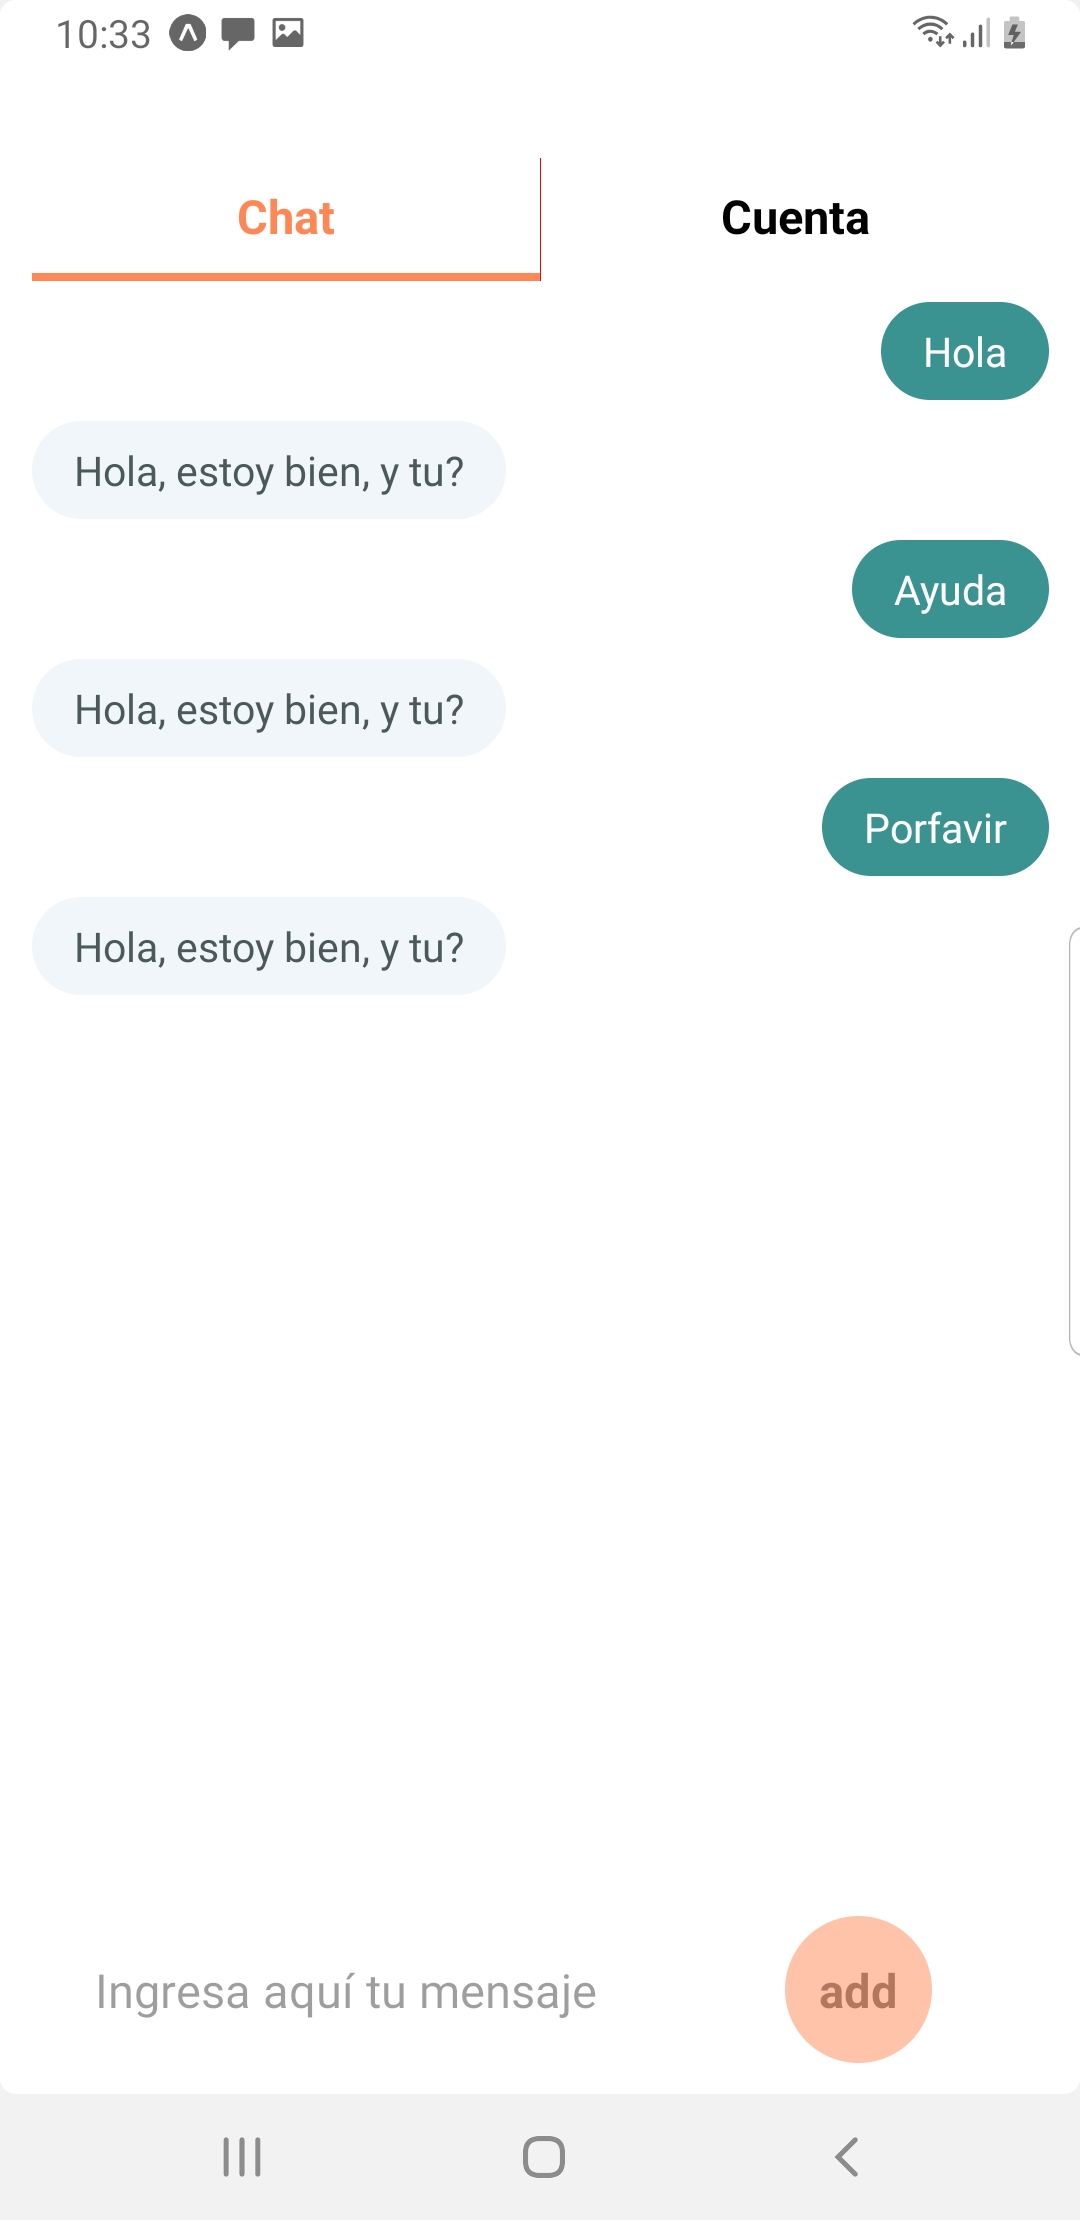 10:33
Chat
Cuenta
Hola
Hola, estoy bien, y tu?
Ayuda
Hola, estoy bien, y tu?
Porfavir
Hola, estoy bien, y tu?
Ingresa aquí tu mensaje
add